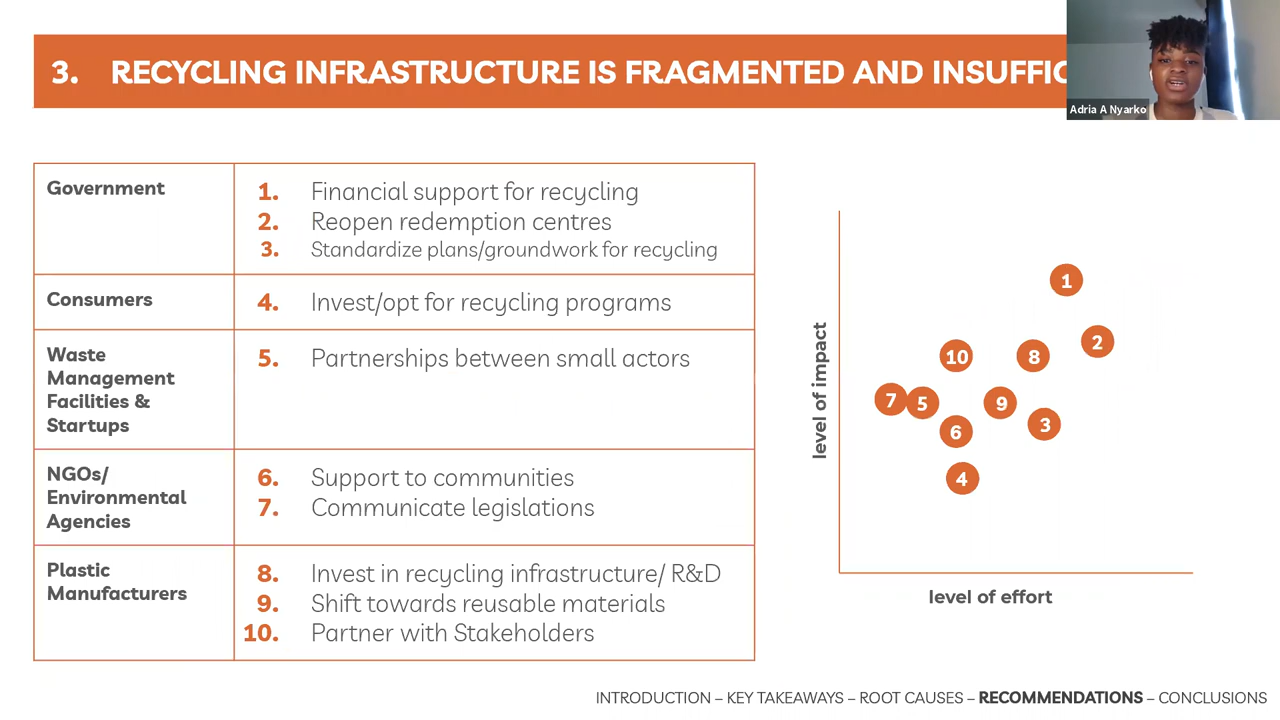 3. RECYCLING INFRASTRUCTURE IS FRAGMENTED AND
Adria A Nyarko
Government
1. Financial support for recycling
2. Reopen redemption centres
3. Standardize plans/groundwork for recycling
Consumers
4. Invest/opt for recycling programs
Waste
Management
Facilities &
Startups
5. Partnerships between small actors
NGOs/
Environmental
Agencies
6. Support to communities
7. Communicate legislations
Plastic
Manufacturers
8. Invest in recycling infrastructure/ R&D
9. Shift towards reusable materials
10. Partner with Stakeholders
level of impact
1
2
10
8
7
5
9
3
6
4
level of effort
INTRODUCTION – KEY TAKEAWAYS – ROOT CAUSES – RECOMMENDATIONS – CONCLUSIONS